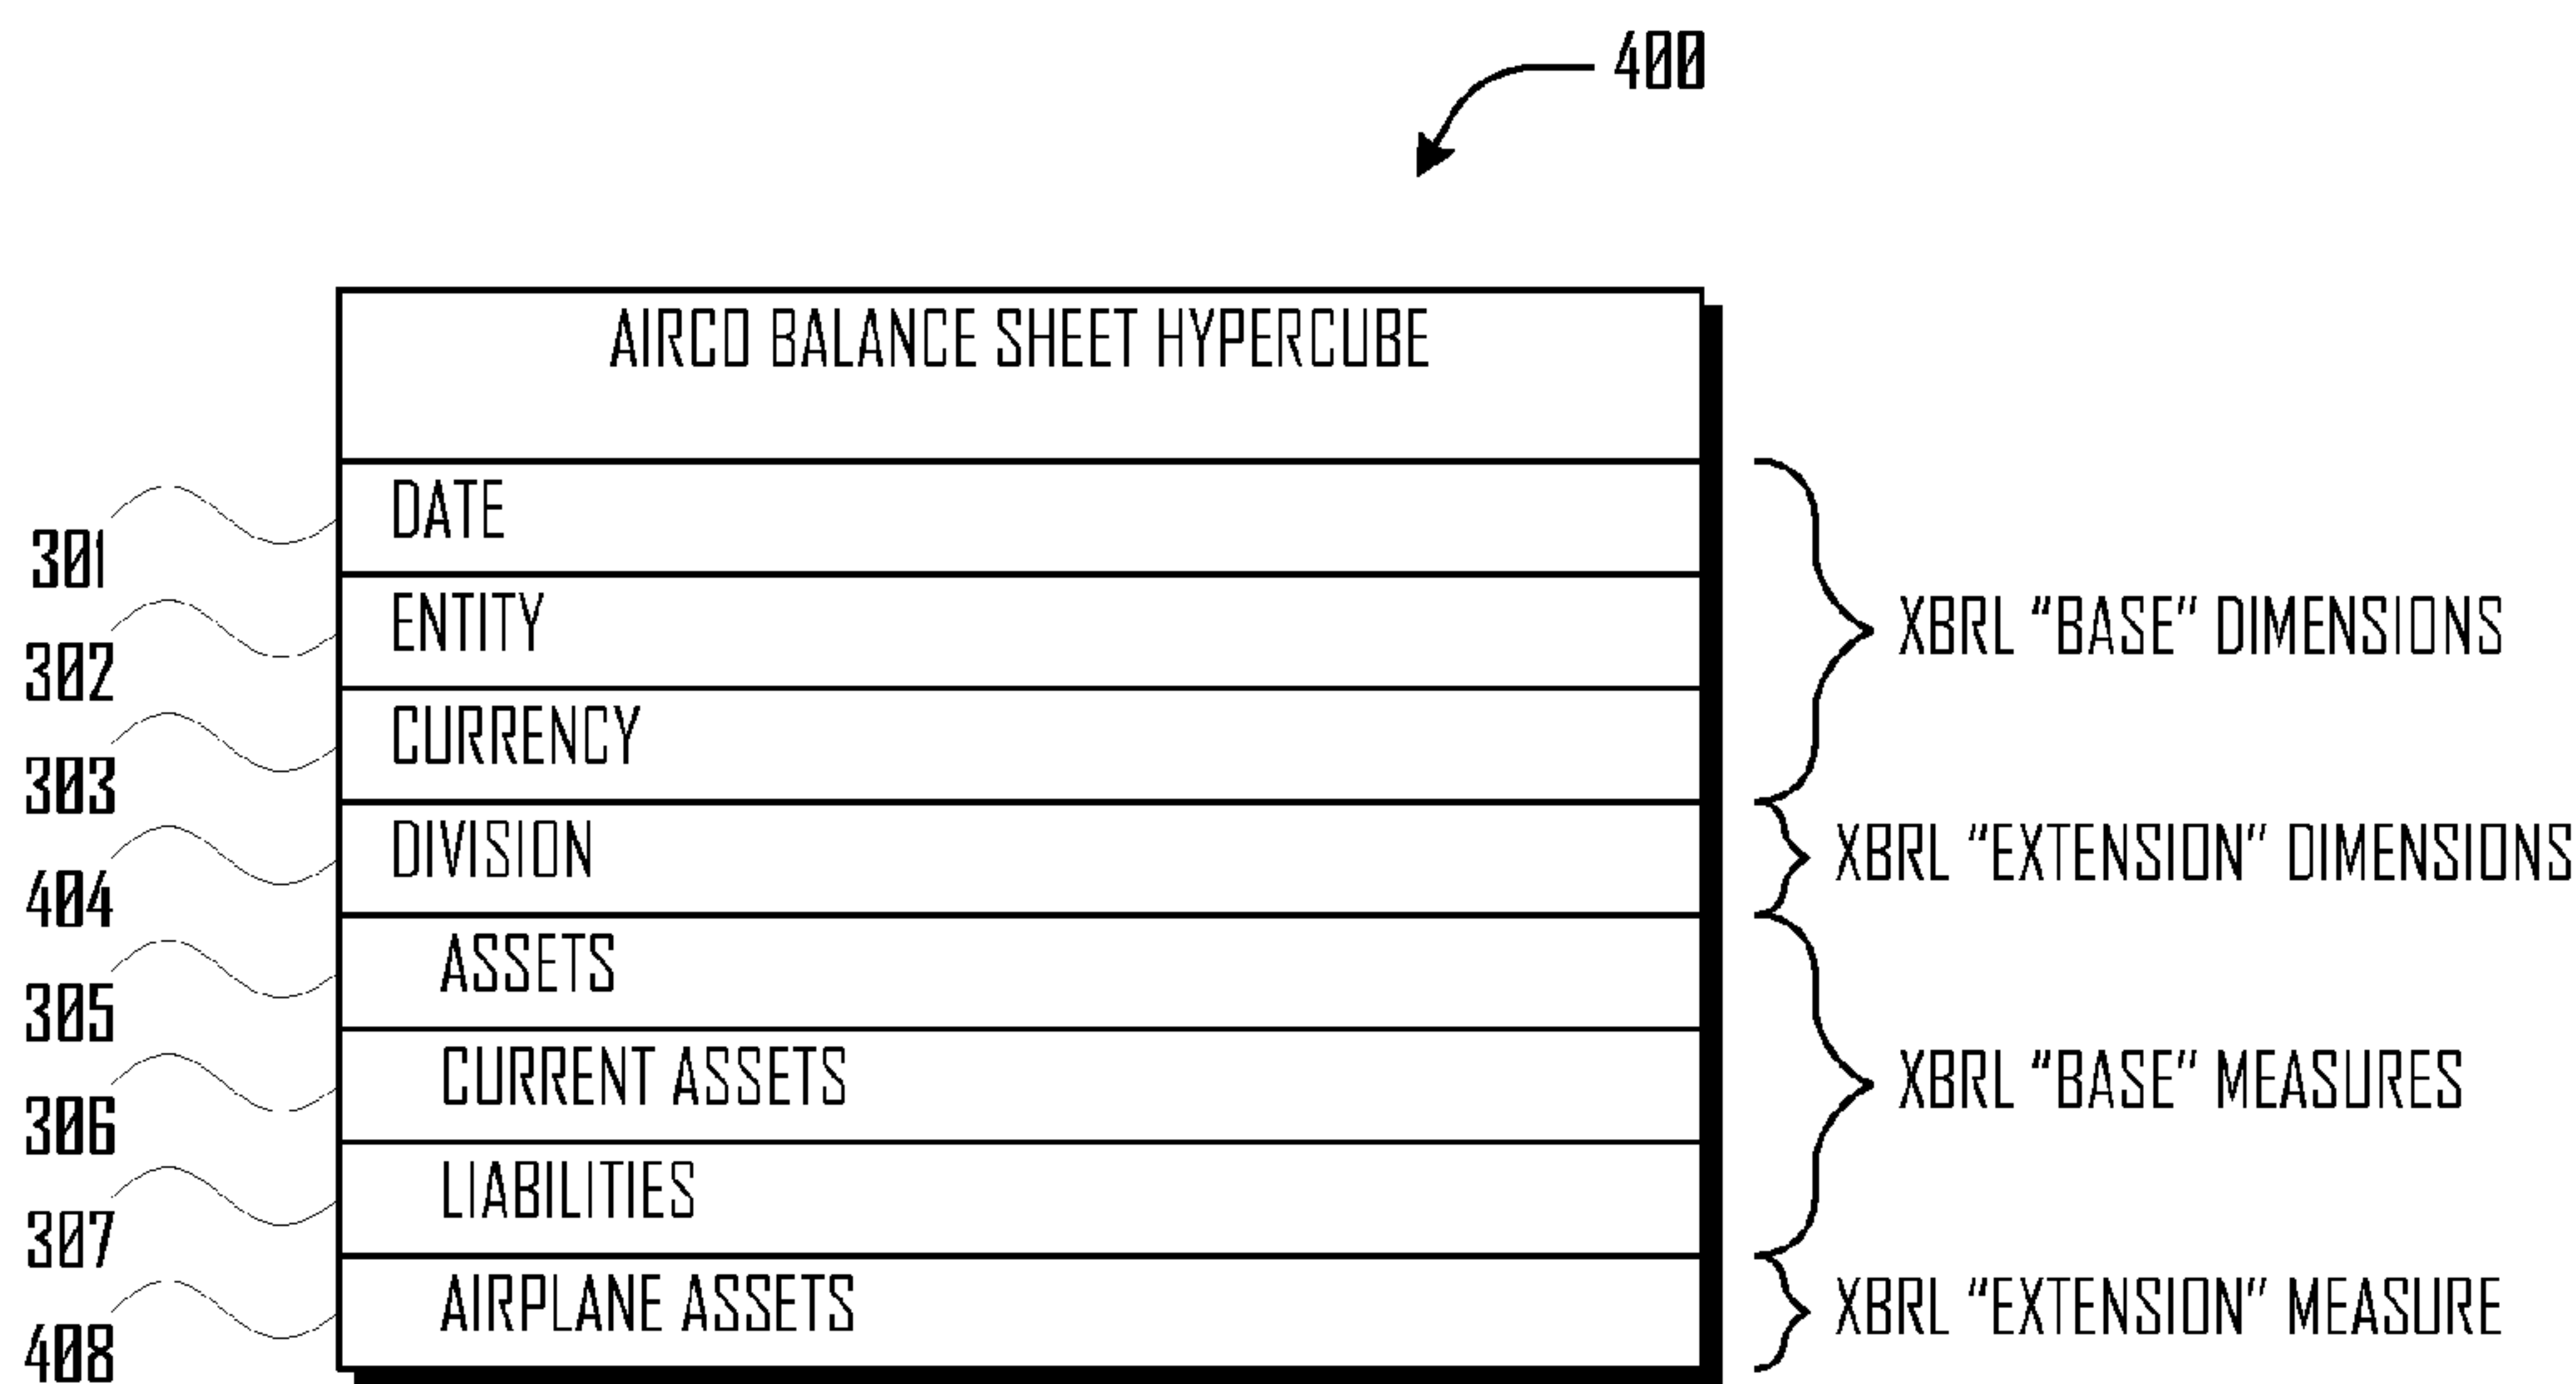 400
AIRCO BALANCE SHEET HYPERCUBE
DATE
301
ENTITY
XBRL "BASE" DIMENSIONS
302
CURRENCY
303
DIVISION
XBRL "EXTENSION" DIMENSIONS
404
ASSETS
305
CURRENT ASSETS
XBRL "BASE" MEASURES
306
LIABILITIES
307
AIRPLANE ASSETS
XBRL "EXTENSION" MEASURE
408